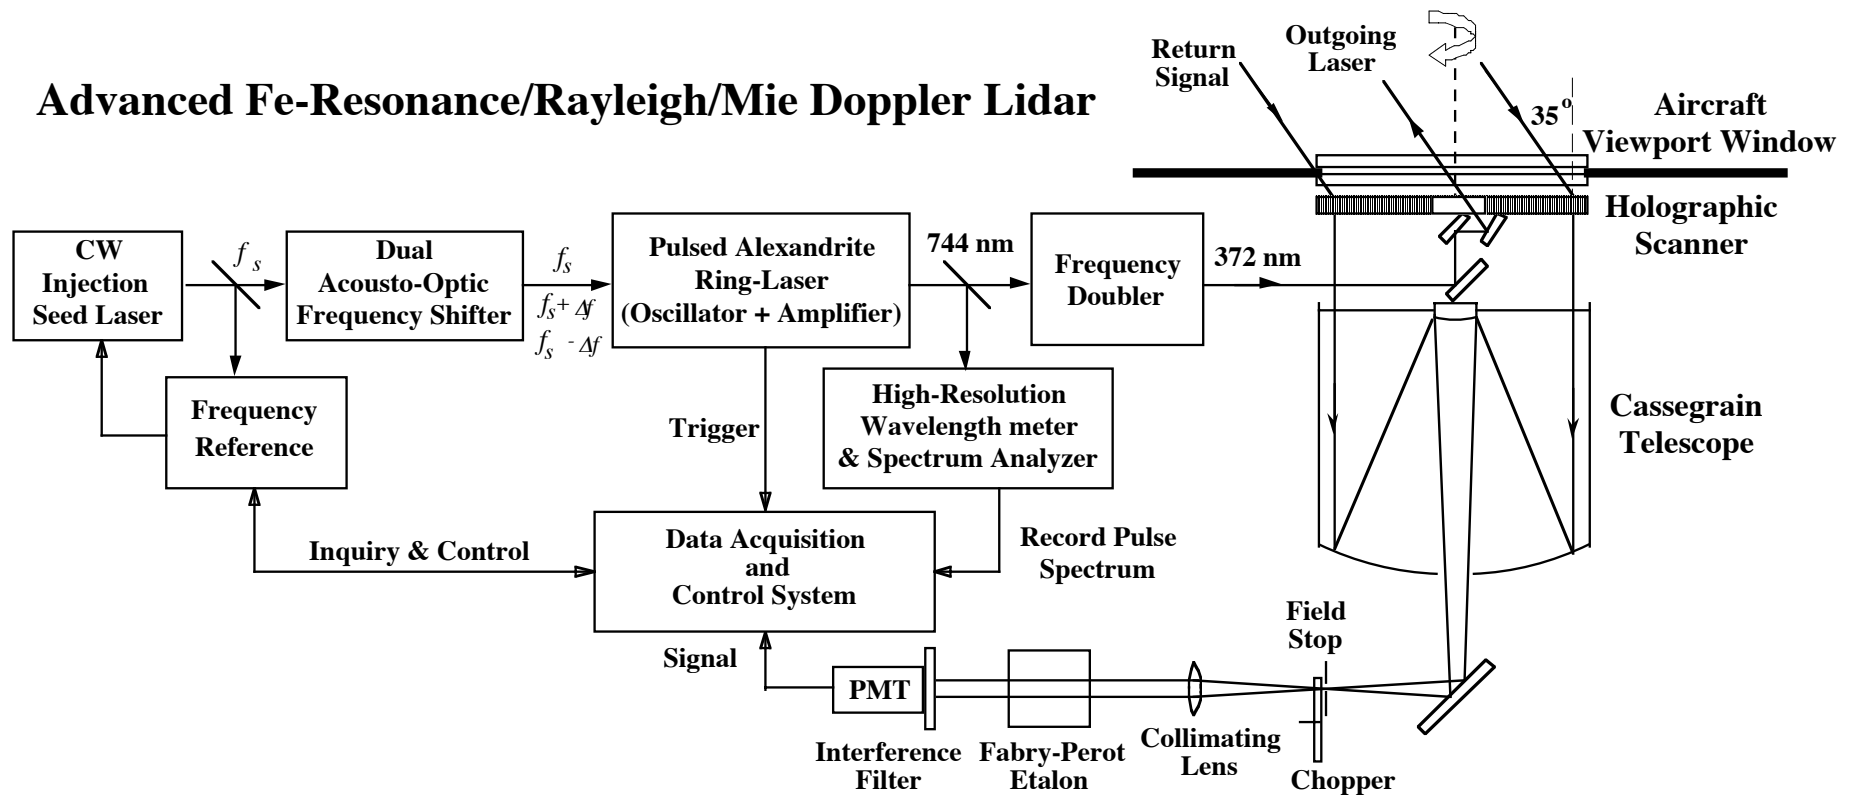 Advanced Fe-Resonance/Rayleigh/Mie Doppler Lidar
Return
Signal
Outgoing
Laser
35°
Aircraft
Viewport Window
Holographic
Scanner
CW
Injection
Seed Laser
f s
Dual
Acousto-Optic
Frequency Shifter
fs
fs + Δf
fs - Δf
Pulsed Alexandrite
Ring-Laser
(Oscillator + Amplifier)
744 nm
Frequency
Doubler
372 nm
Frequency
Reference
Trigger
High-Resolution
Wavelength meter
& Spectrum Analyzer
Cassegrain
Telescope
Inquiry & Control
Data Acquisition
and
Control System
Record Pulse
Spectrum
Signal
PMT
Interference
Filter
Fabry-Perot
Etalon
Collimating
Lens
Field
Stop
Chopper